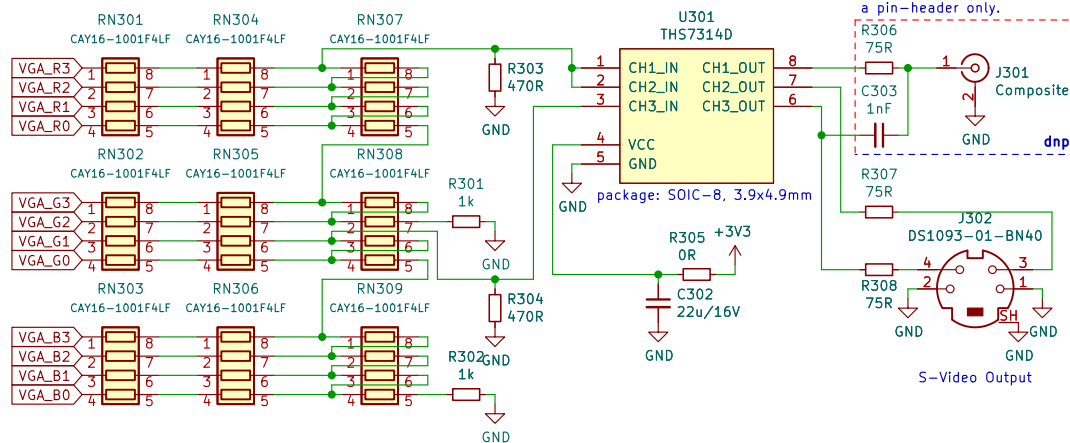 a pin-header only.
RN301
CAY16-1001F4LF
RN304
CAY16-1001F4LF
RN307
CAY16-1001F4LF
U301
THS7314D
R306
75R
VGA_R3
VGA_R2
VGA_R1
VGA_R0
1
2
3
4
8
7
6
5
1
2
3
4
8
7
6
5
1
2
3
4
8
7
6
5
R303
470R
GND
1
2
3
4
5
CH1_IN
CH2_IN
CH3_IN
VCC
GND
CH1_OUT
CH2_OUT
CH3_OUT
8
7
6
GND
package: SOIC-8, 3.9x4.9mm
C303
1nF
1
2
J301
Composite
GND
dnp
RN302
CAY16-1001F4LF
RN305
CAY16-1001F4LF
RN308
CAY16-1001F4LF
VGA_G3
VGA_G2
VGA_G1
VGA_G0
1
2
3
4
8
7
6
5
1
2
3
4
8
7
6
5
1
2
3
4
8
7
6
5
R301
1k
GND
R304
470R
GND
R307
75R
R305
0R
+3V3
C302
22u/16V
GND
R308
75R
J302
DS1093-01-BN40
4
2
3
1
SH
GND
GND
GND
S-Video Output
RN303
CAY16-1001F4LF
RN306
CAY16-1001F4LF
RN309
CAY16-1001F4LF
VGA_B3
VGA_B2
VGA_B1
VGA_B0
1
2
3
4
8
7
6
5
1
2
3
4
8
7
6
5
1
2
3
4
8
7
6
5
R302
1k
GND